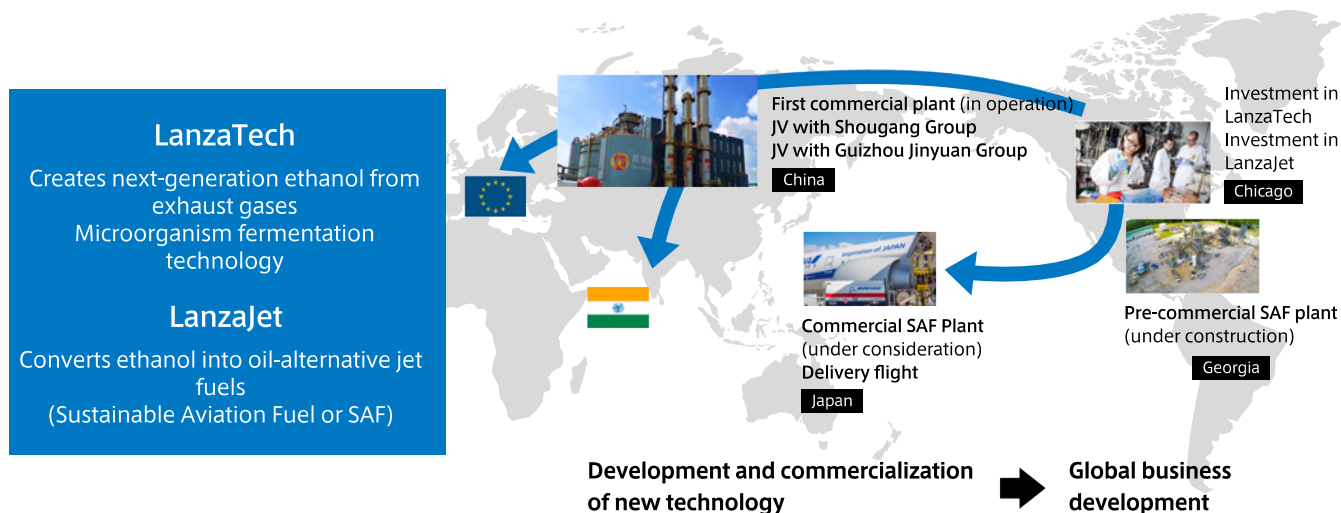 LanzaTech
Creates next-generation ethanol from
exhaust gases
Microorganism fermentation
technology
LanzaJet
Converts ethanol into oil-alternative jet
fuels
(Sustainable Aviation Fuel or SAF)
First commercial plant (in operation)
JV with Shougang Group
JV with Guizhou Jinyuan Group
China
Investment in
LanzaTech
Investment in
LanzaJet
Chicago
Inspiration of JAPAN
Commercial SAF Plant
(under consideration)
Delivery flight
Japan
Pre-commercial SAF plant
(under construction)
Georgia
Development and commercialization
of new technology
Global business
development